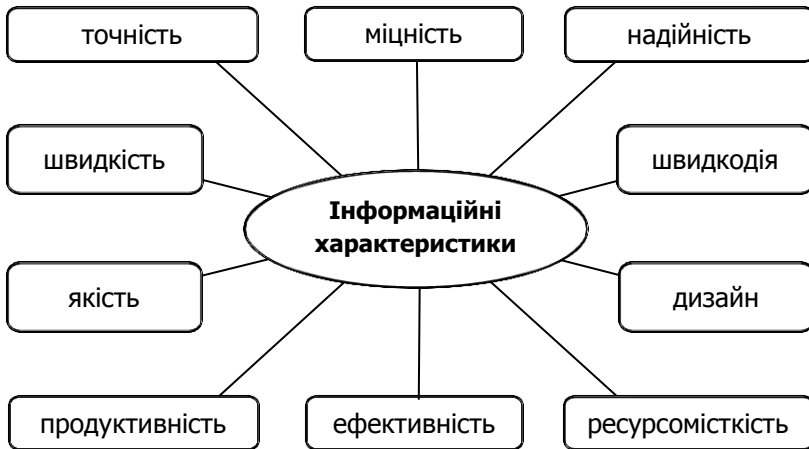 точність
міцність
надійність
швидкість
швидкодія
Інформаційні
характеристики
якість
дизайн
продуктивність
ефективність
ресурсомісткість